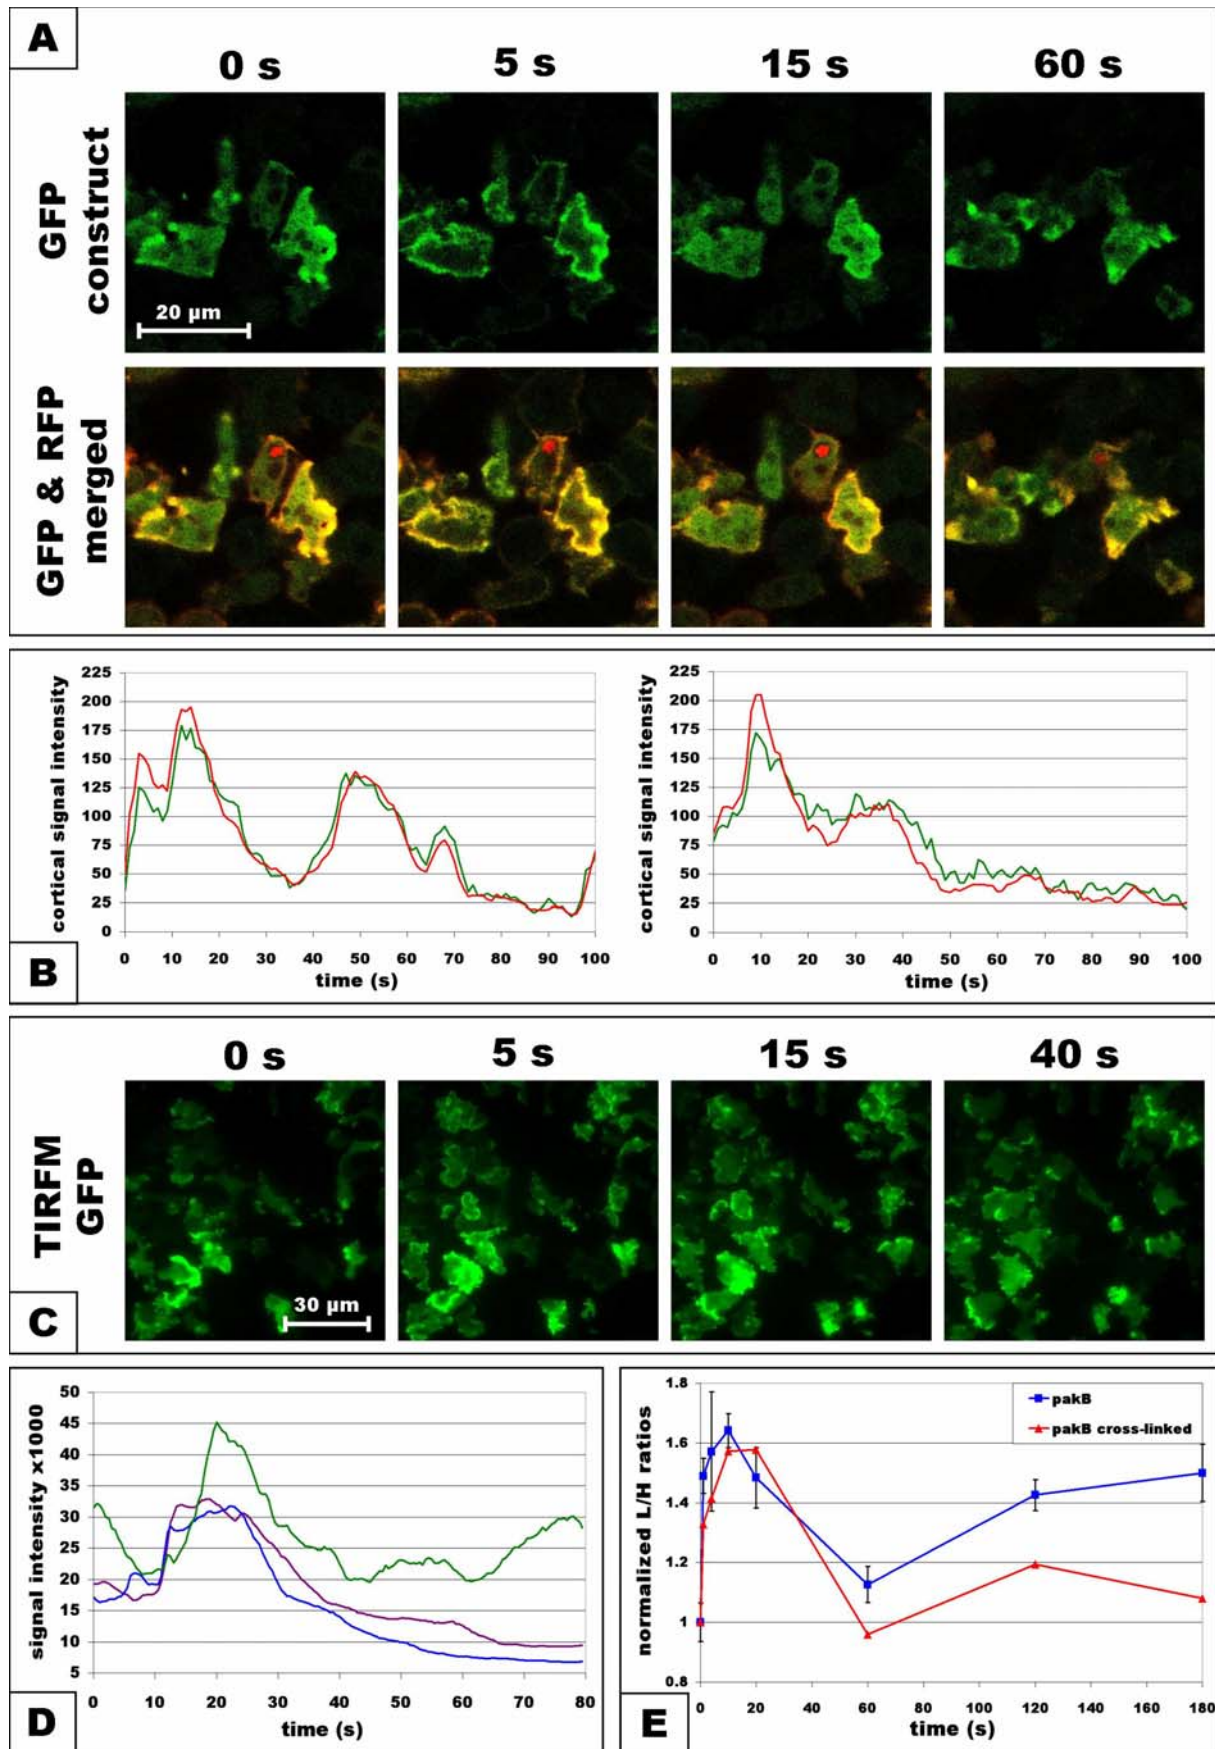 A
0 s 5 s 15 s 60 s
GFP
construct
20 µm
GFP & RFP
merged
B
cortical signal intensity
225
200
175
150
125
100
75
50
25
0
0 10 20 30 40 50 60 70 80 90 100
time (s)
cortical signal intensity
225
200
175
150
125
100
75
50
25
0
0 10 20 30 40 50 60 70 80 90 100
time (s)
0 s 5 s 15 s 40 s
TIRFM
GFP
30 µm
C
signal intensity x1000
50
45
40
35
30
25
20
15
10
5
0 10 20 30 40 50 60 70 80
time (s)
D
normalized L/H ratios
1.8
1.6
1.4
1.2
1
0.8
pakB
pakB cross-linked
0 20 40 60 80 100 120 140 160 180
time (s)
E